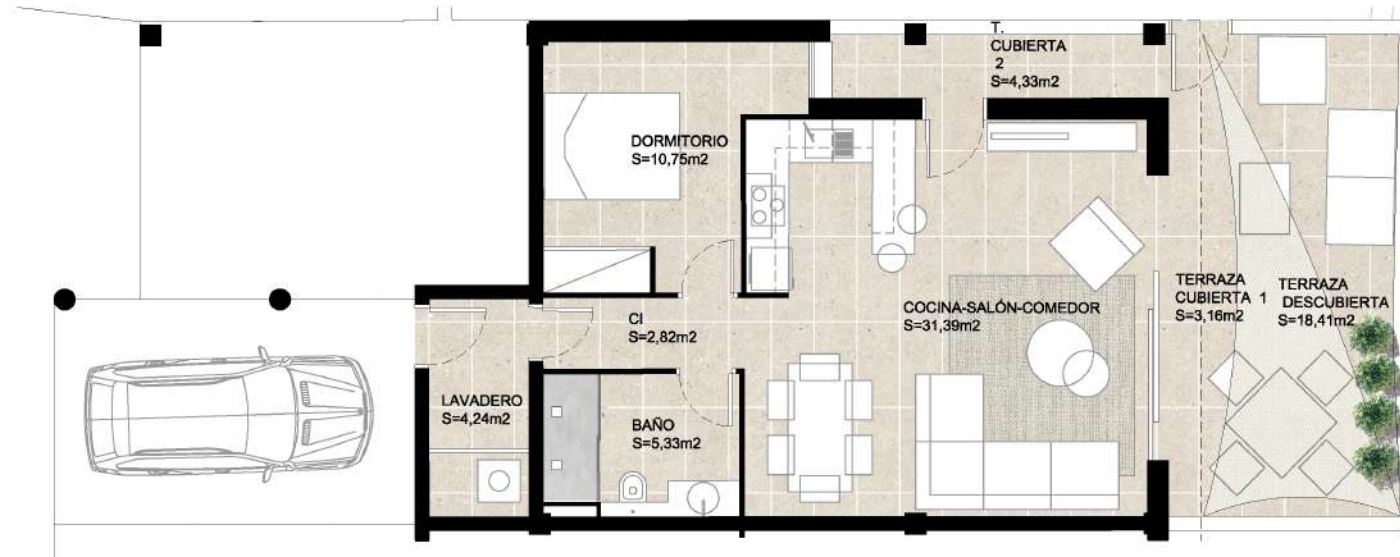 T.
CUBIERTA
2
S=4,33m2
DORMITORIO
S=10,75m2
TERRAZA
CUBIERTA 1
S=3,16m2
TERRAZA
DESCUBIERTA
S=18,41m2
COCINA-SALÓN-COMEDOR
S=31,39m2
CI
S=2,82m2
LAVADERO
S=4,24m2
BAÑO
S=5,33m2